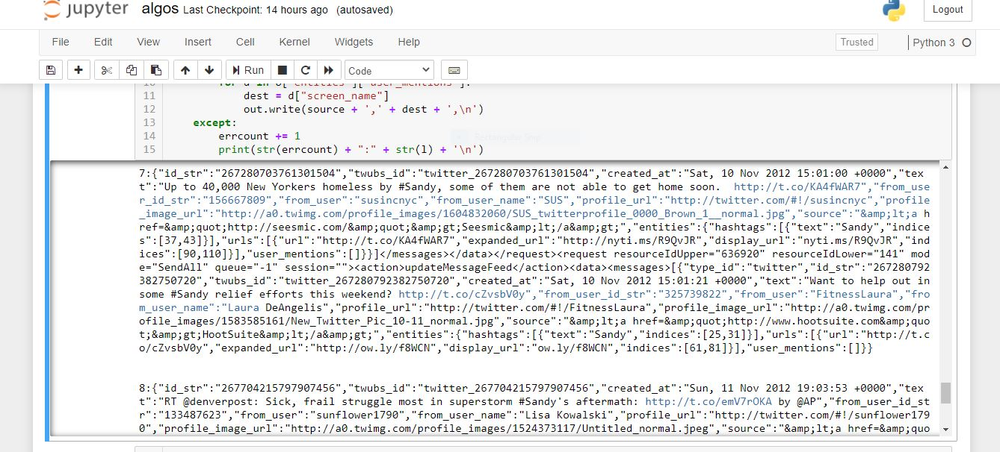 jupyter algos Last Checkpoint: 14 hours ago (autosaved) Logout
File Edit View Insert Cell Kernel Widgets Help Trusted Python 3
Run Code
10 for d in o["entities"]["user_mentions"]:
11 dest = d["screen_name"]
12 out.write(source + ',' + dest + ',\n')
13 except:
14 errcount += 1
Rectangular Snip
15 print(str(errcount) + ":" + str(l) + '\n')
7:{"id_str":"267280703761301504","twubs_id":"twitter_267280703761301504","created_at":"Sat, 10 Nov 2012 15:01:00 +0000","tex
t":"Up to 40,000 New Yorkers homeless by #Sandy, some of them are not able to get home soon.  http://t.co/KA4fWAR7","from_use
r_id_str":"156667809","from_user":"susincnyc","from_user_name":"SUS","profile_url":"http://twitter.com/#!/susincnyc","profile
_image_url":"http://a0.twimg.com/profile_images/1604832060/SUS_twitterprofile_0000_Brown_1__normal.jpg","source":"&amp;lt;a h
ref=&amp;quot;http://seesmic.com/&amp;quot;&amp;gt;Seesmic&amp;lt;/a&amp;gt;","entities":{"hashtags":[{"text":"Sandy","indice
s":[37,43]}],"urls":[{"url":"http://t.co/KA4fWAR7","expanded_url":"http://nyti.ms/R9QvJR","display_url":"nyti.ms/R9QvJR","ind
ices":[90,110]}],"user_mentions":[]}}]</messages></data></request><request resourceIdUpper="636920" resourceIdLower="141" mod
e="SendAll" queue="-1" session=""><action>updateMessageFeed</action><data><messages>[{"type_id":"twitter","id_str":"267280792
382750720","twubs_id":"twitter_267280792382750720","created_at":"Sat, 10 Nov 2012 15:01:21 +0000","text":"Want to help out in
some #Sandy relief efforts this weekend? http://t.co/cZvsbV0y","from_user_id_str":"325739822","from_user":"FitnessLaura","fro
m_user_name":"Laura DeAngelis","profile_url":"http://twitter.com/#!/FitnessLaura","profile_image_url":"http://a0.twimg.com/pr
ofile_images/1583585161/New_Twitter_Pic_10-11_normal.jpg","source":"&amp;lt;a href=&amp;quot;http://www.hootsuite.com&amp;quo
t;&amp;gt;HootSuite&amp;lt;/a&amp;gt;","entities":{"hashtags":[{"text":"Sandy","indices":[25,31]}],"urls":[{"url":"http://t.c
o/cZvsbV0y","expanded_url":"http://ow.ly/f8WCN","display_url":"ow.ly/f8WCN","indices":[61,81]}],"user_mentions":[]}}
8:{"id_str":"267704215797907456","twubs_id":"twitter_267704215797907456","created_at":"Sun, 11 Nov 2012 19:03:53 +0000","tex
t":"RT @denverpost: Sick, frail struggle most in superstorm #Sandy's aftermath: http://t.co/emV7rOKA by @AP","from_user_id_st
r":"133487623","from_user":"sunflower1790","from_user_name":"Lisa Kowalski","profile_url":"http://twitter.com/#!/sunflower179
0","profile_image_url":"http://a0.twimg.com/profile_images/1524373117/Untitled_normal.jpeg","source":"&amp;lt;a href=&amp;quo